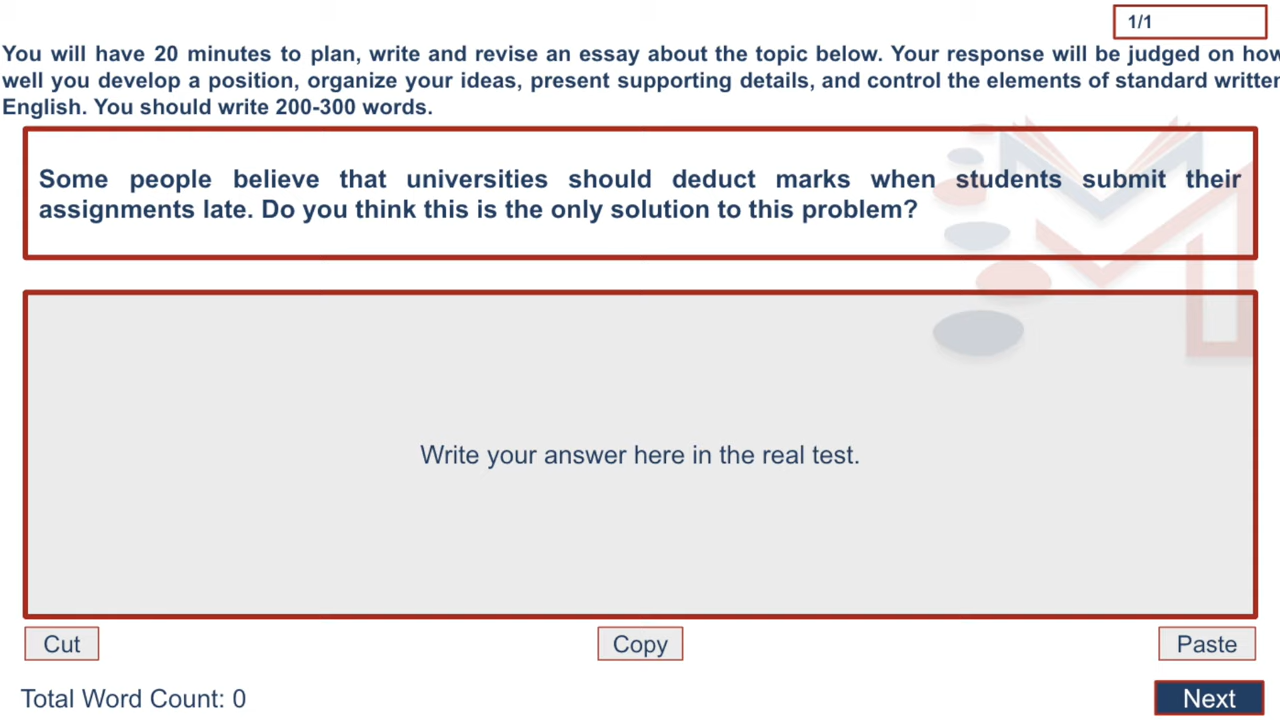 1/1
You will have 20 minutes to plan, write and revise an essay about the topic below. Your response will be judged on how
well you develop a position, organize your ideas, present supporting details, and control the elements of standard written
English. You should write 200-300 words.
Some people believe that universities should deduct marks when students submit their
assignments late. Do you think this is the only solution to this problem?
Write your answer here in the real test.
Cut
Copy
Paste
Total Word Count: 0
Next